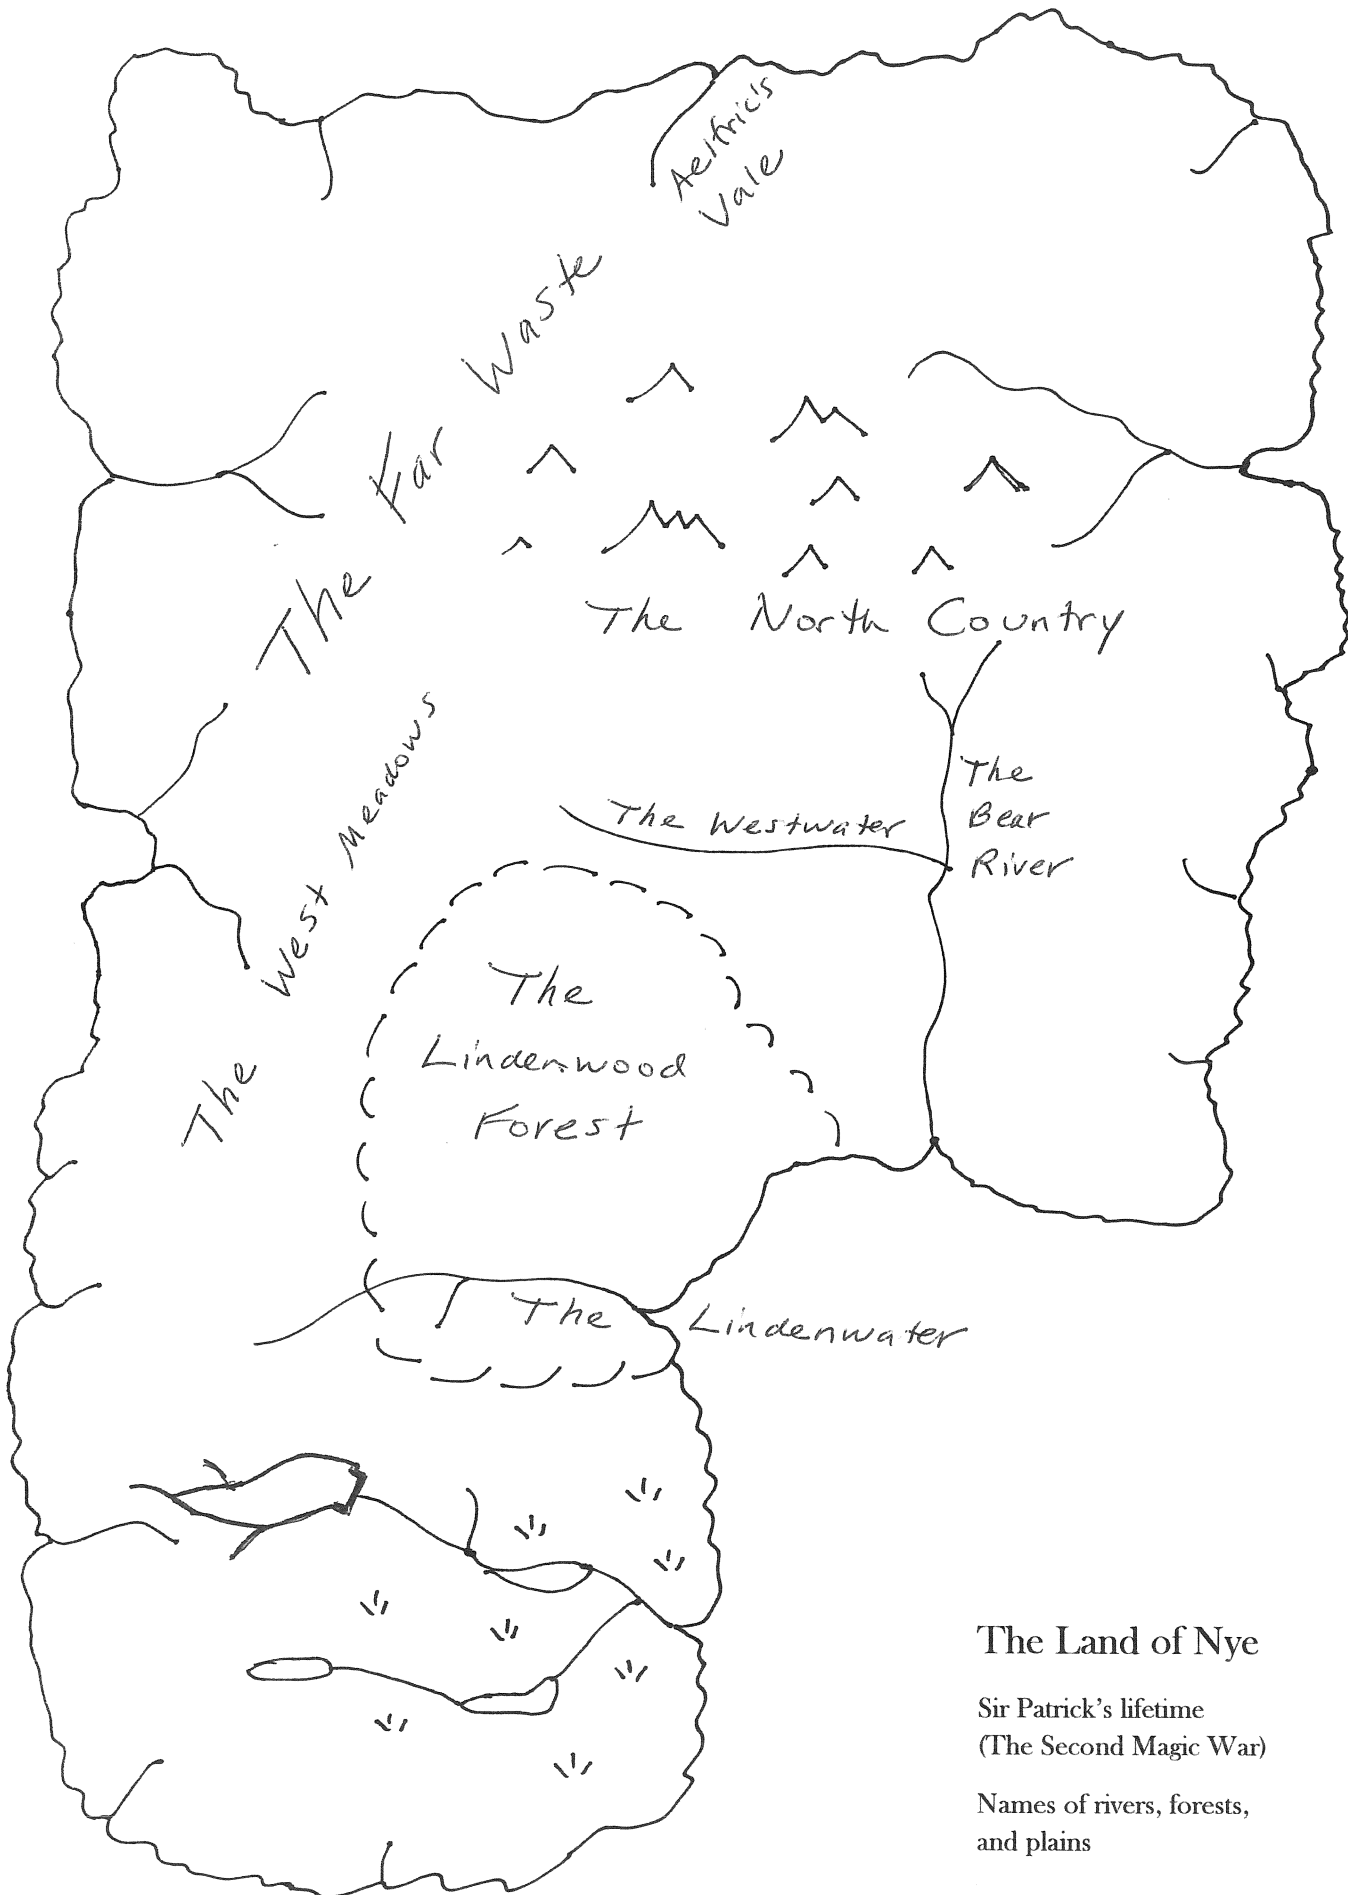 Aelfric's
Vale
The Far Waste
The North Country
The West Meadows
The
Bear
River
The Westwater
The
Lindenwood
Forest
The Lindenwater
The Land of Nye
Sir Patrick's lifetime
(The Second Magic War)
Names of rivers, forests,
and plains